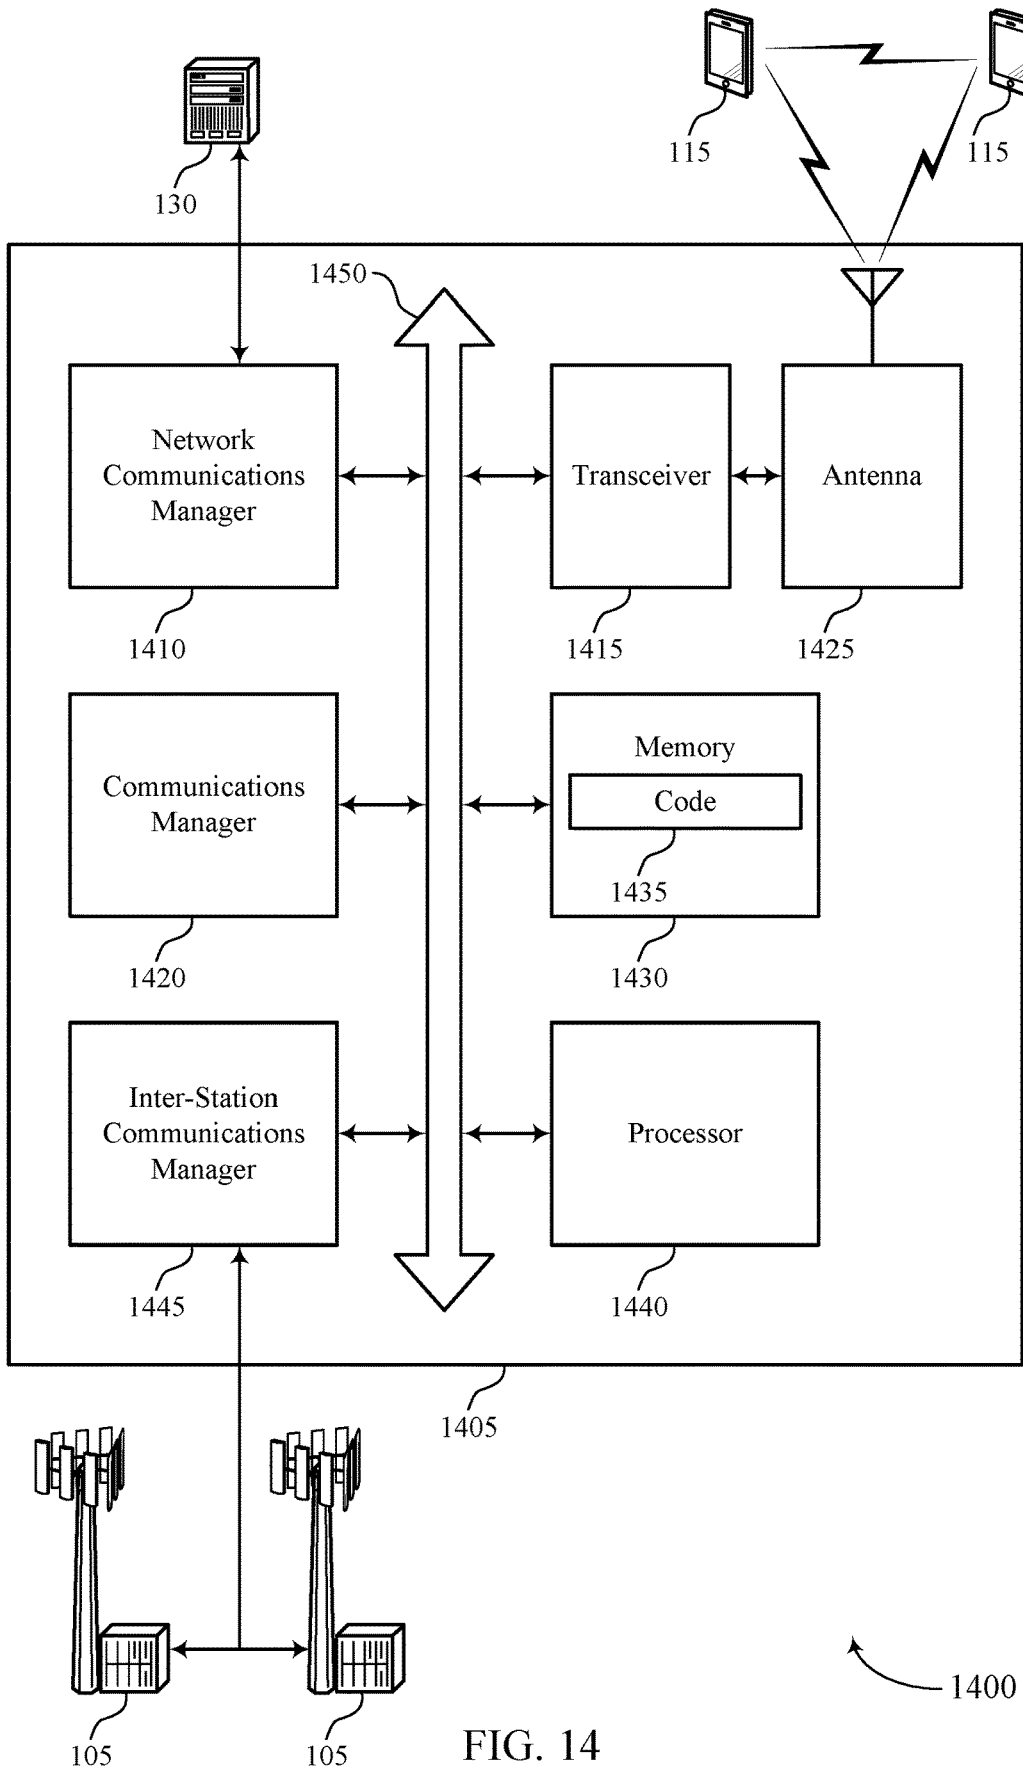 130
115
115
1450
Network
Communications
Manager
Transceiver
Antenna
1410
1415
1425
Communications
Manager
Memory
Code
1435
1420
1430
Inter-Station
Communications
Manager
Processor
1445
1440
1405
105
105
1400
FIG. 14